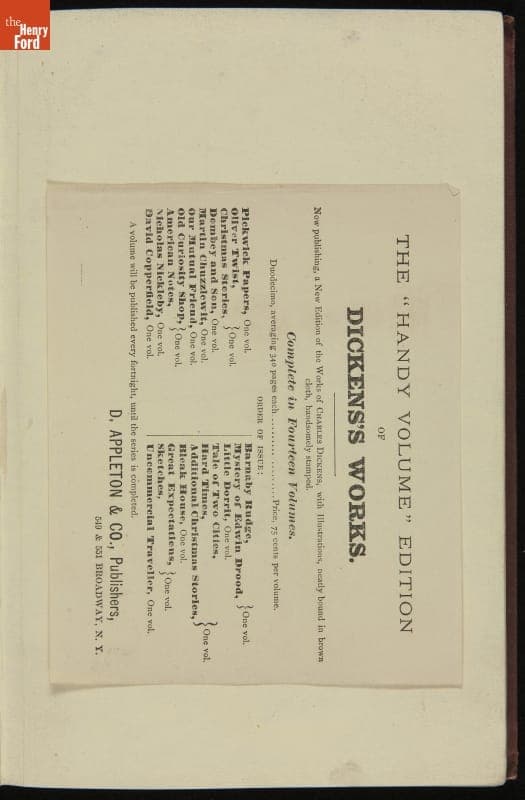 the
Henry
Ford
THE "HANDY VOLUME" EDITION
OF
DICKENS'S WORKS.
Now publishing, a New Edition of the Works of CHARLES DICKENS, with Illustrations, neatly bound in brown
cloth, handsomely stamped.
Complete in Fourteen Volumes.
Duodecimo, averaging 340 pages each...................Price, 75 cents per volume.
ORDER OF ISSUE:
Pickwick Papers, One vol.
Oliver Twist,
Christmas Stories, } One vol.
Dombey and Son, One vol.
Martin Chuzzlewit, One vol.
Our Mutual Friend, One vol.
Old Curiosity Shop,
American Notes, } One vol.
Nicholas Nickleby, One vol.
David Copperfield, One vol.
Barnaby Rudge,
Mystery of Edwin Drood, } One vol.
Little Dorrit, One vol.
Tale of Two Cities,
Hard Times,
Additional Christmas Stories, } One vol.
Bleak House, One vol.
Great Expectations,
Sketches, } One vol.
Uncommercial Traveller, One vol.
A volume will be published every fortnight, until the series is completed.
D. APPLETON & CO., Publishers,
549 & 551 BROADWAY, N. Y.